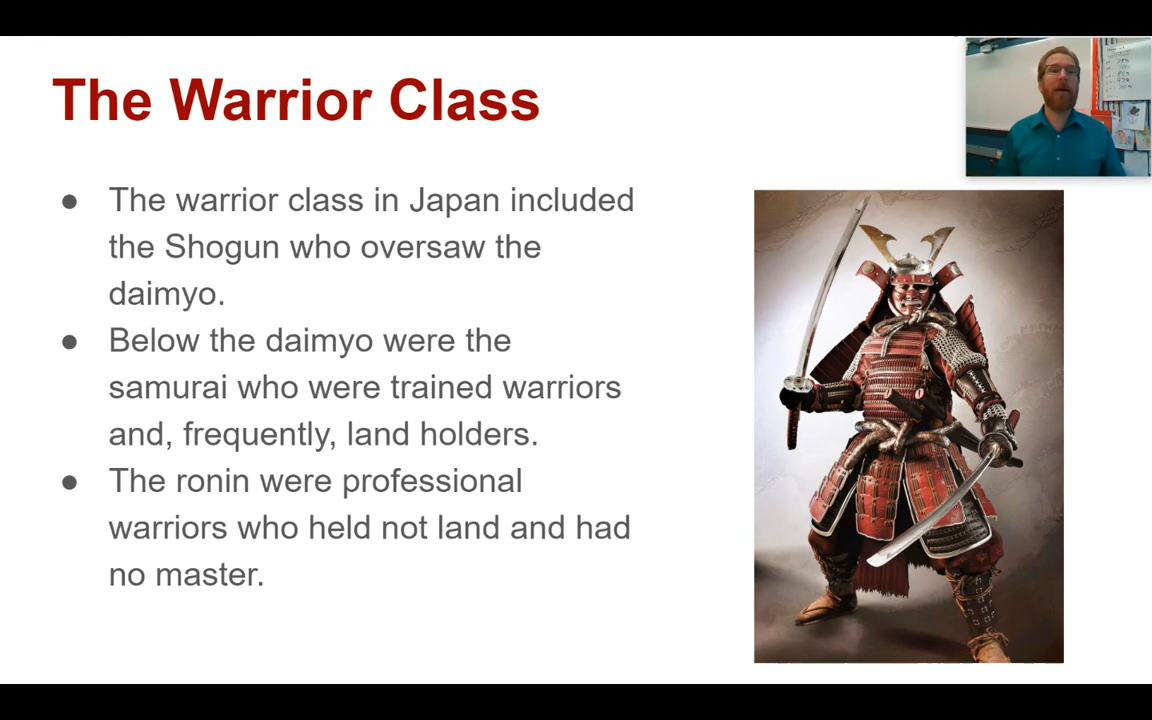 The Warrior Class
● The warrior class in Japan included
the Shogun who oversaw the
daimyo.
● Below the daimyo were the
samurai who were trained warriors
and, frequently, land holders.
● The ronin were professional
warriors who held not land and had
no master.